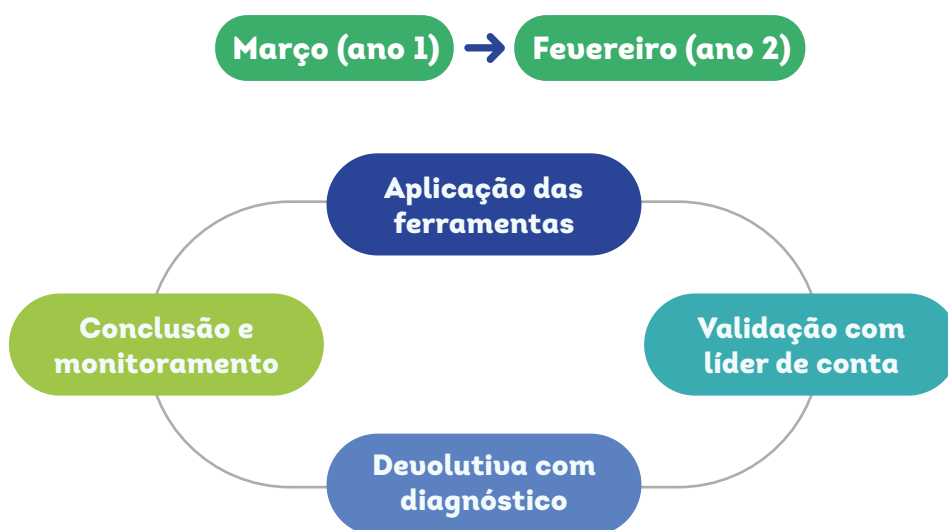 Março (ano 1) → Fevereiro (ano 2)
Aplicação das
ferramentas
Conclusão e
monitoramento
Validação com
líder de conta
Devolutiva com
diagnóstico